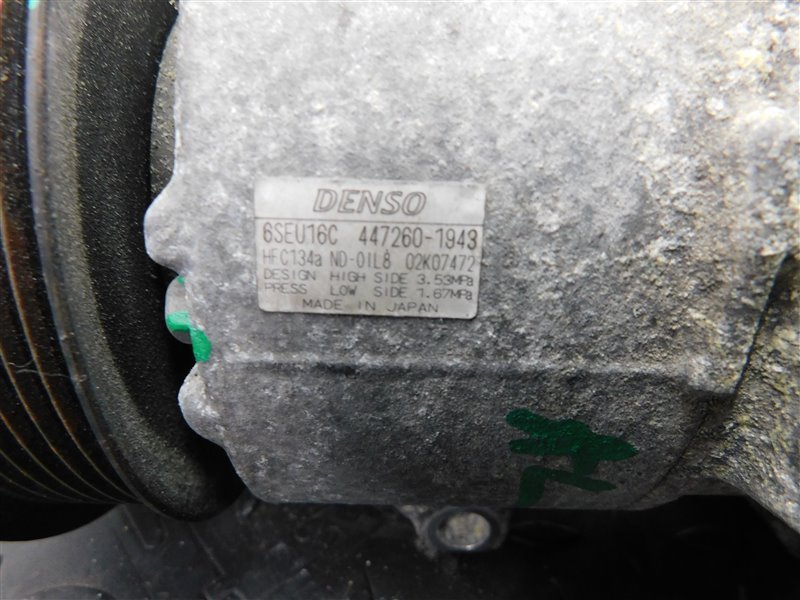 DENSO
6SEU16C 447260-1943
HFC134a ND-OIL8 02K07472
DESIGN HIGH SIDE 3.53MPa
PRESS LOW SIDE 1.67MPa
MADE IN JAPAN